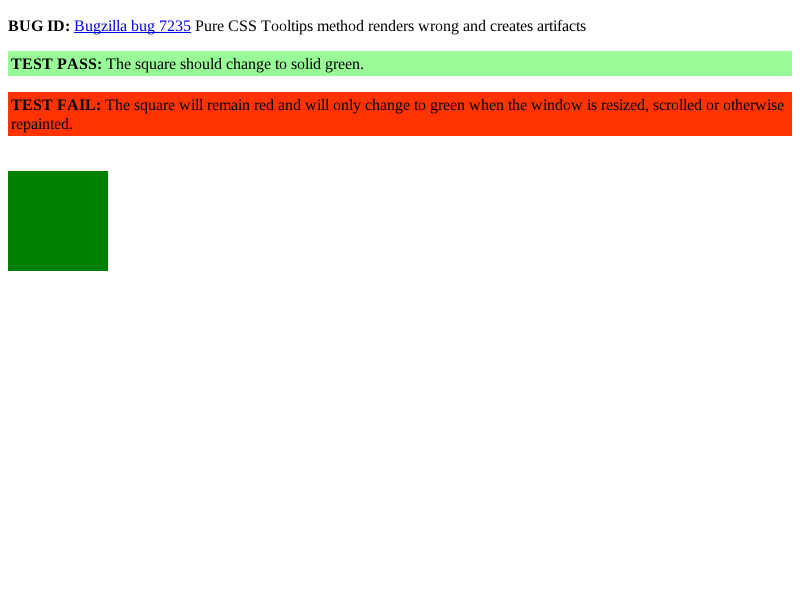 BUG ID: Bugzilla bug 7235 Pure CSS Tooltips method renders wrong and creates artifacts
TEST PASS: The square should change to solid green.
TEST FAIL: The square will remain red and will only change to green when the window is resized, scrolled or otherwise
repainted.